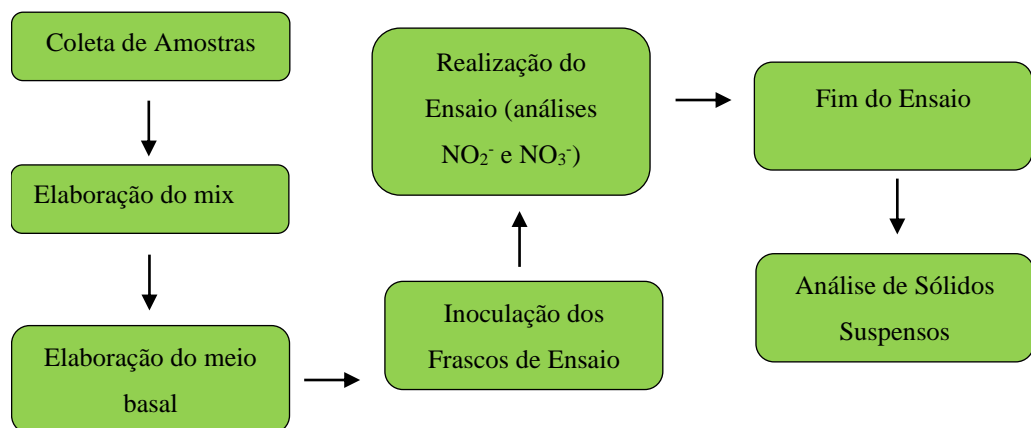 Coleta de Amostras
Elaboração do mix
Elaboração do meio
basal
Inoculação dos
Frascos de Ensaio
Realização do
Ensaio (análises
NO₂⁻ e NO₃⁻)
Fim do Ensaio
Análise de Sólidos
Suspensos